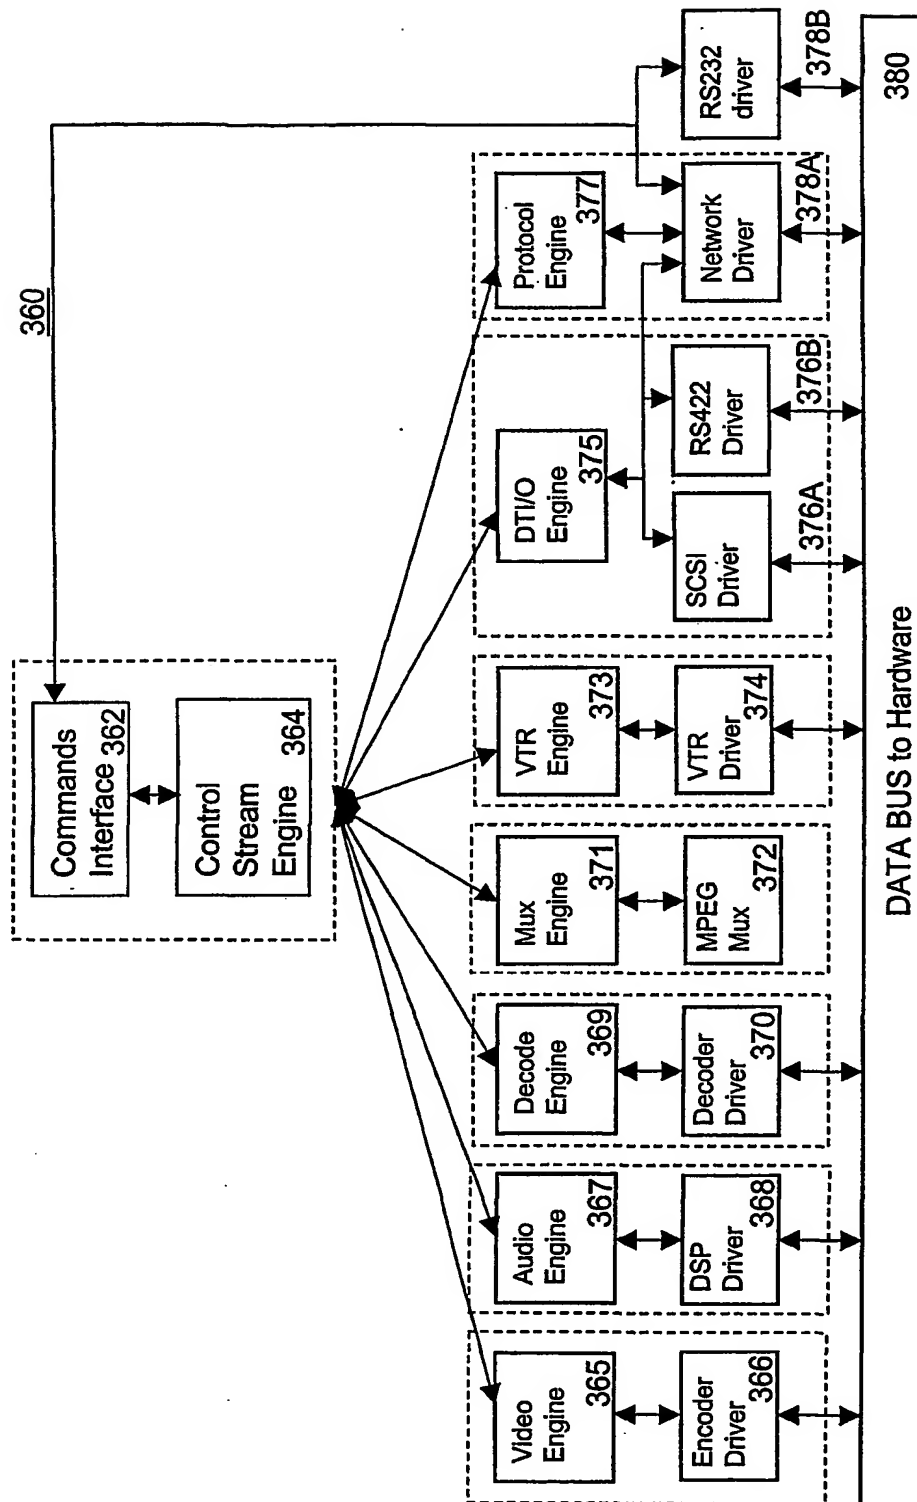 360
Commands
Interface 362
Control
Stream
Engine 364
Video
Engine
365
Encoder
Driver
366
Audio
Engine
367
DSP
Driver
368
Decode
Engine
369
Decoder
Driver
370
Mux
Engine
371
MPEG
Mux
372
VTR
Engine
373
VTR
Driver
374
DTI/O
Engine
375
SCSI
Driver
376A
RS422
Driver
376B
Protocol
Engine
377
Network
Driver
378A
RS232
driver
378B
DATA BUS to Hardware
380